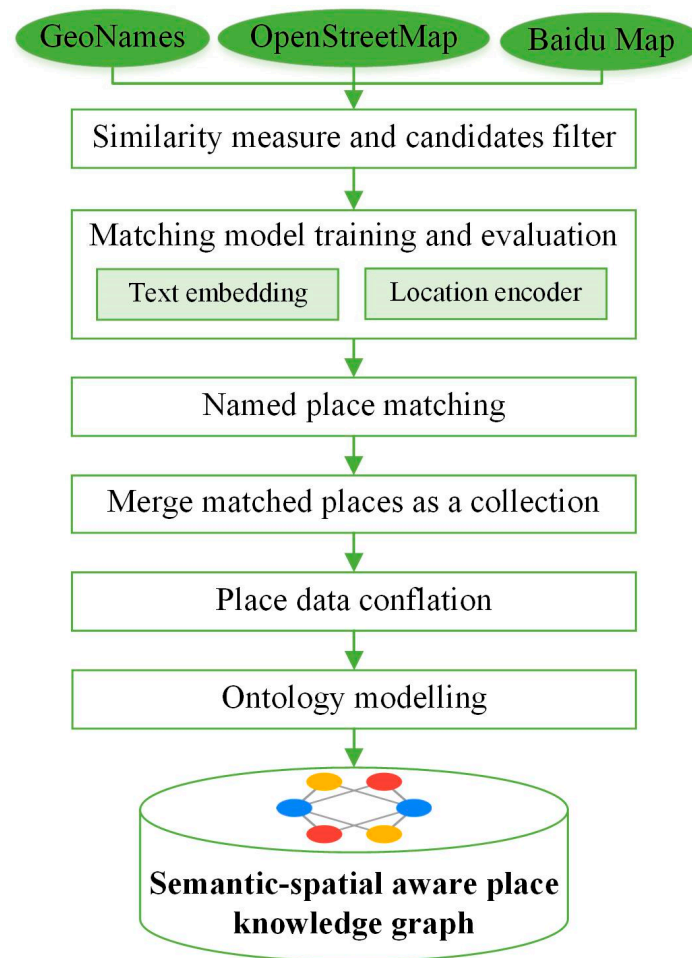 GeoNames
OpenStreetMap
Baidu Map
Similarity measure and candidates filter
Matching model training and evaluation
Text embedding
Location encoder
Named place matching
Merge matched places as a collection
Place data conflation
Ontology modelling
Semantic-spatial aware place
knowledge graph